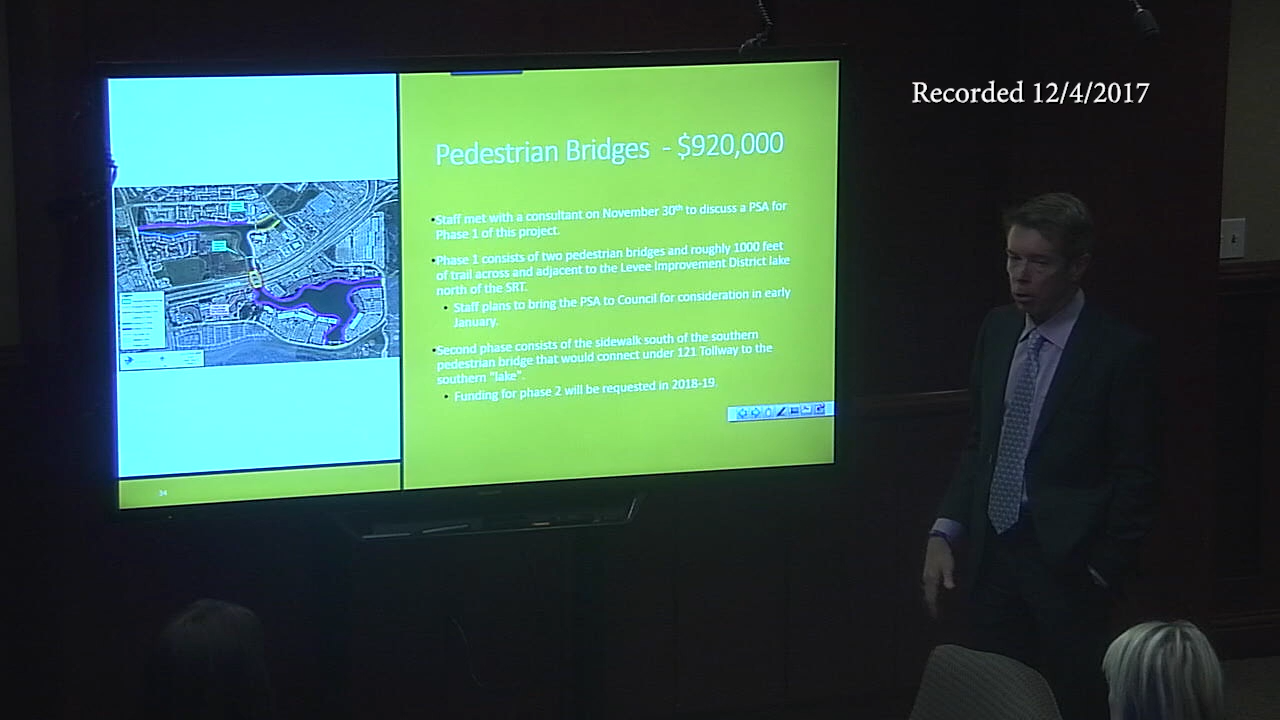 Recorded 12/4/2017
Pedestrian Bridges - $920,000
•Staff met with a consultant on November 30th to discuss a PSA for
Phase 1 of this project.
•Phase 1 consists of two pedestrian bridges and roughly 1000 feet
of trail across and adjacent to the Levee Improvement District lake
north of the SRT.
• Staff plans to bring the PSA to Council for consideration in early
January.
•Second phase consists of the sidewalk south of the southern
pedestrian bridge that would connect under 121 Tollway to the
southern "lake".
• Funding for phase 2 will be requested in 2018-19.
34